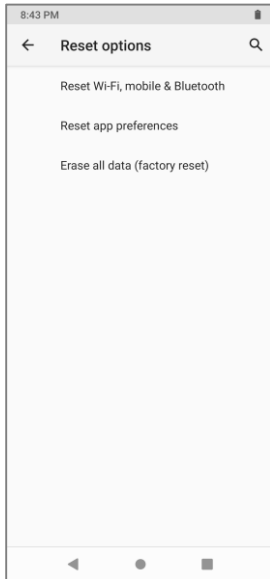 8:43 PM
Reset options
Reset Wi-Fi, mobile & Bluetooth
Reset app preferences
Erase all data (factory reset)